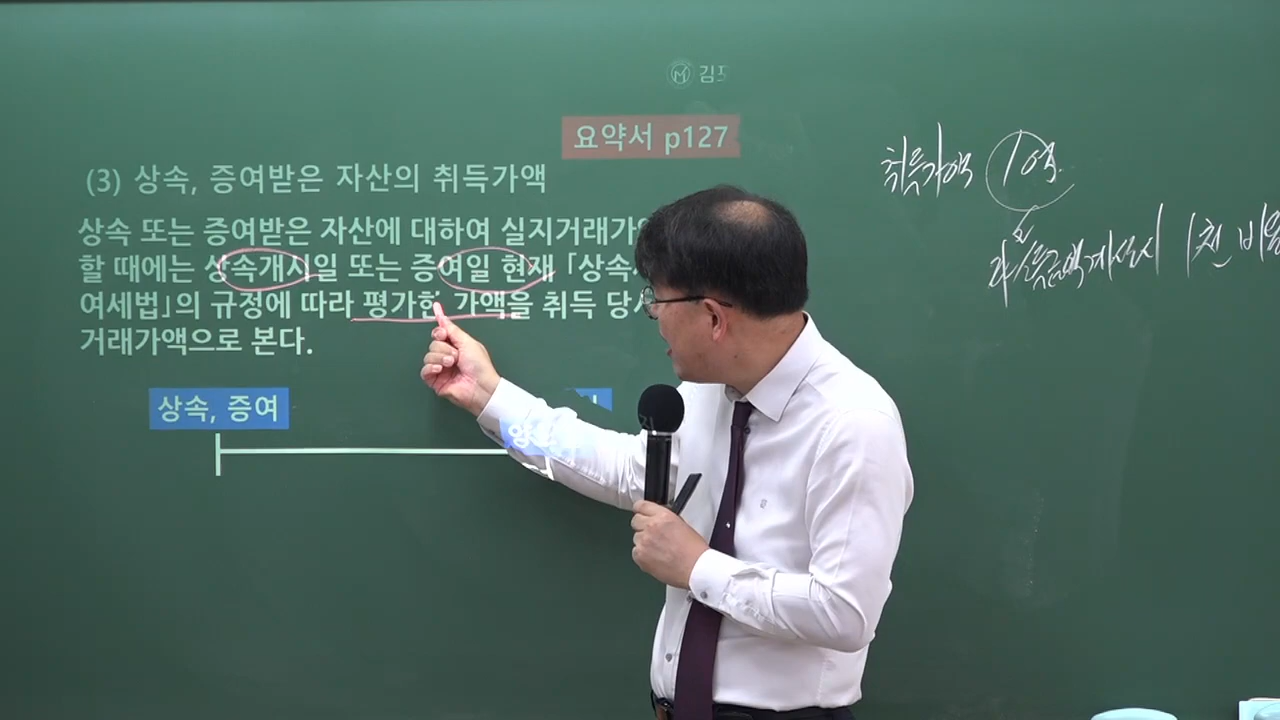 김
요약서 p127
(3) 상속, 증여받은 자산의 취득가액
상속 또는 증여받은 자산에 대하여 실지거래가
할 때에는 상속개시일 또는 증여일 현재 「상속
여세법」의 규정에 따라 평가한 가액을 취득 당시
거래가액으로 본다.
상속, 증여
취득가액 1억
1천 비용